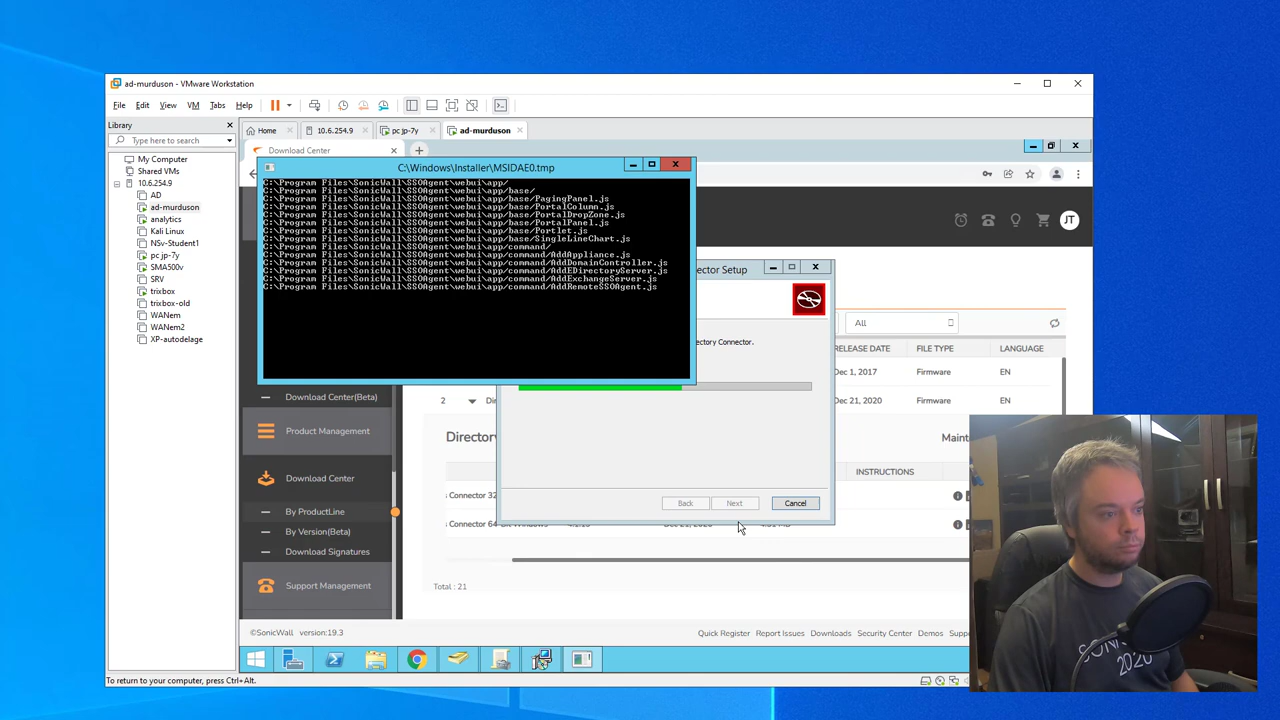 ad-murduson - VMware Workstation
File Edit View VM Tabs Help
Library
Type here to search
My Computer
Shared VMs
10.6.254.9
AD
ad-murduson
analytics
Kali Linux
NSv-Student1
pc jp-7y
SMA500v
SRV
trixbox
trixbox-old
WANem
WANem2
XP-autodelage
Home 10.6.254.9 pc jp-7y ad-murduson
Download Center
C:\Windows\Installer\MSIDAE0.tmp
C:\Program Files\SonicWall\SSOAgent\webui\app/
C:\Program Files\SonicWall\SSOAgent\webui\app/base/
C:\Program Files\SonicWall\SSOAgent\webui\app/base/PagingPanel.js
C:\Program Files\SonicWall\SSOAgent\webui\app/base/PortalColumn.js
C:\Program Files\SonicWall\SSOAgent\webui\app/base/PortalDropZone.js
C:\Program Files\SonicWall\SSOAgent\webui\app/base/PortalPanel.js
C:\Program Files\SonicWall\SSOAgent\webui\app/base/Portlet.js
C:\Program Files\SonicWall\SSOAgent\webui\app/base/SingleLineChart.js
C:\Program Files\SonicWall\SSOAgent\webui\app/command/
C:\Program Files\SonicWall\SSOAgent\webui\app/command/AddAppliance.js
C:\Program Files\SonicWall\SSOAgent\webui\app/command/AddDomainController.js
C:\Program Files\SonicWall\SSOAgent\webui\app/command/AddEDirectoryServer.js
C:\Program Files\SonicWall\SSOAgent\webui\app/command/AddExchangeServer.js
C:\Program Files\SonicWall\SSOAgent\webui\app/command/AddRemoteSSOAgent.js
JT
ector Setup
ectory Connector.
Back Next Cancel
All
RELEASE DATE FILE TYPE LANGUAGE
Dec 1, 2017 Firmware EN
2 Dir Dec 21, 2020 Firmware EN
Directory
INSTRUCTIONS
s Connector 32
Total : 21
Download Center(Beta)
Product Management
Download Center
By ProductLine
By Version(Beta)
Download Signatures
Support Management
©SonicWall version:19.3
Quick Register Report Issues Downloads Security Center Demos Suppo
To return to your computer, press Ctrl+Alt.
2020